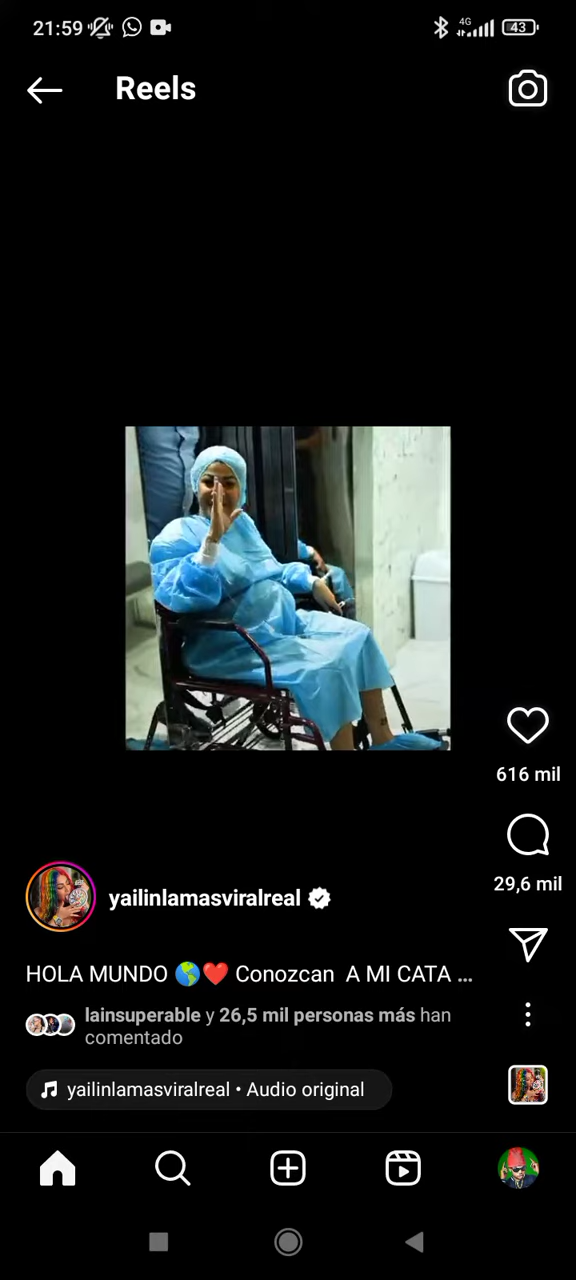 21:59 4G 43
Reels
616 mil
29,6 mil
yailinlamasviralreal
HOLA MUNDO 🌎❤️ Conozcan A MI CATA ...
lainsuperable y 26,5 mil personas más han
comentado
yailinlamasviralreal • Audio original